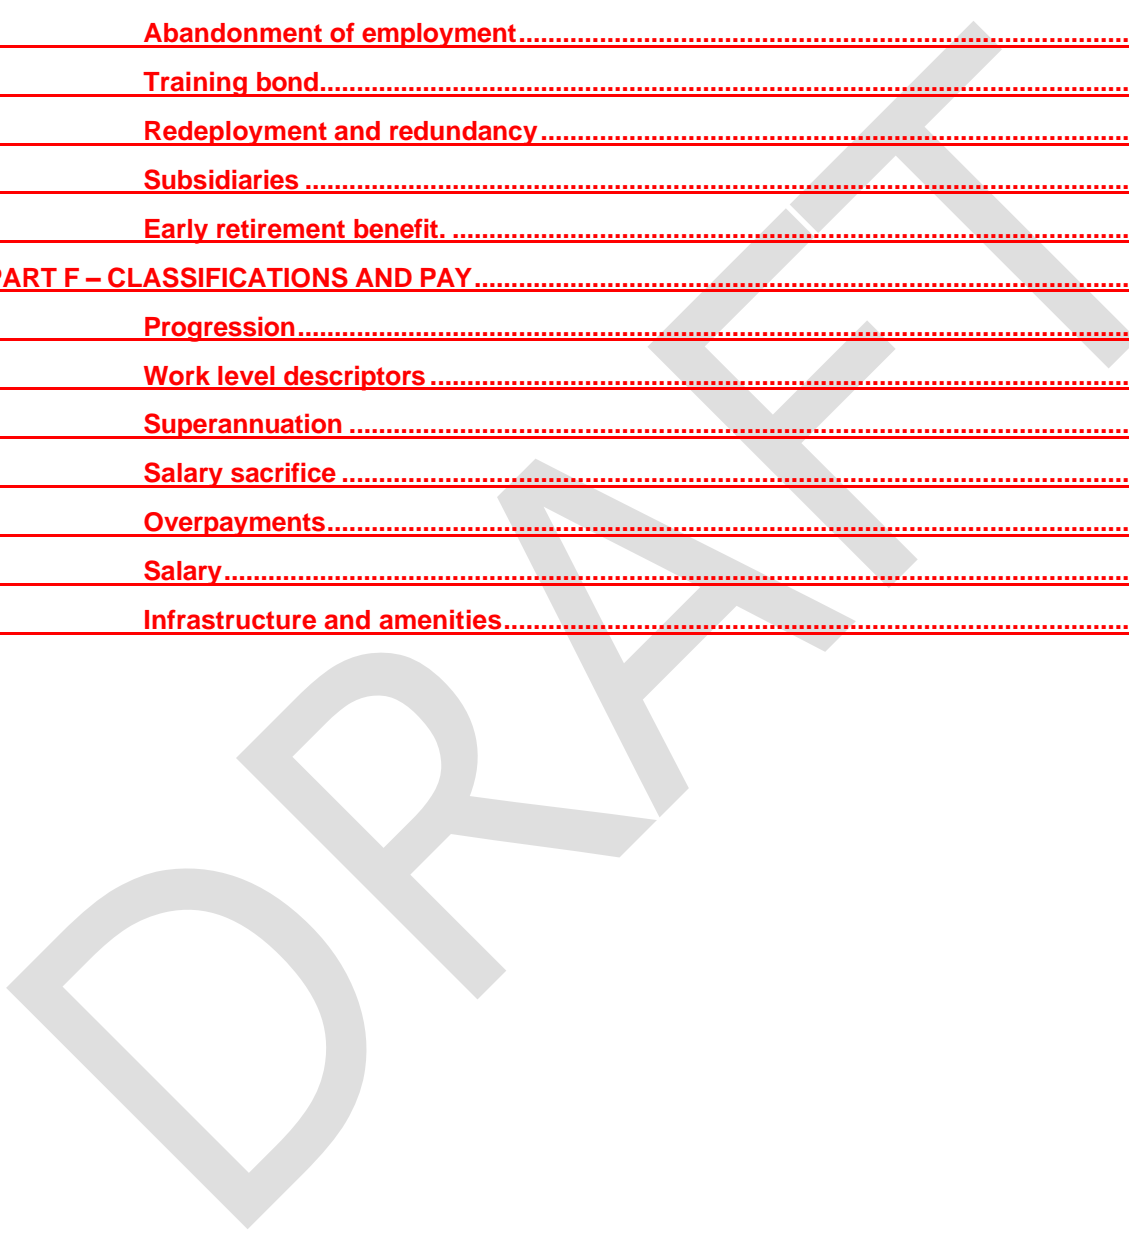 Abandonment of employment..........................................................................................
Training bond..........................................................................................
Redeployment and redundancy..........................................................................................
Subsidiaries ..........................................................................................
Early retirement benefit. ..........................................................................................
PART F – CLASSIFICATIONS AND PAY..........................................................................................
Progression..........................................................................................
Work level descriptors ..........................................................................................
Superannuation ..........................................................................................
Salary sacrifice ..........................................................................................
Overpayments..........................................................................................
Salary..........................................................................................
Infrastructure and amenities..........................................................................................
DRAFT